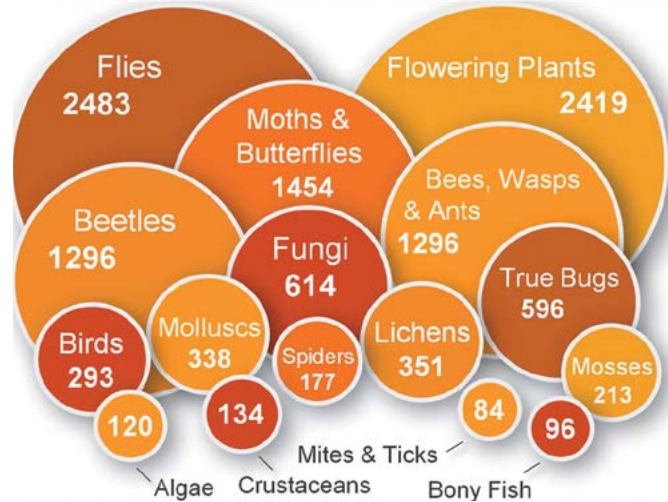 Flies
2483
Flowering Plants
2419
Moths &
Butterflies
1454
Beetles
1296
Bees, Wasps
& Ants
1296
Fungi
614
True Bugs
596
Birds
293
Molluscs
338
Spiders
177
Lichens
351
Mosses
213
120
Algae
134
Crustaceans
84
Mites & Ticks
96
Bony Fish